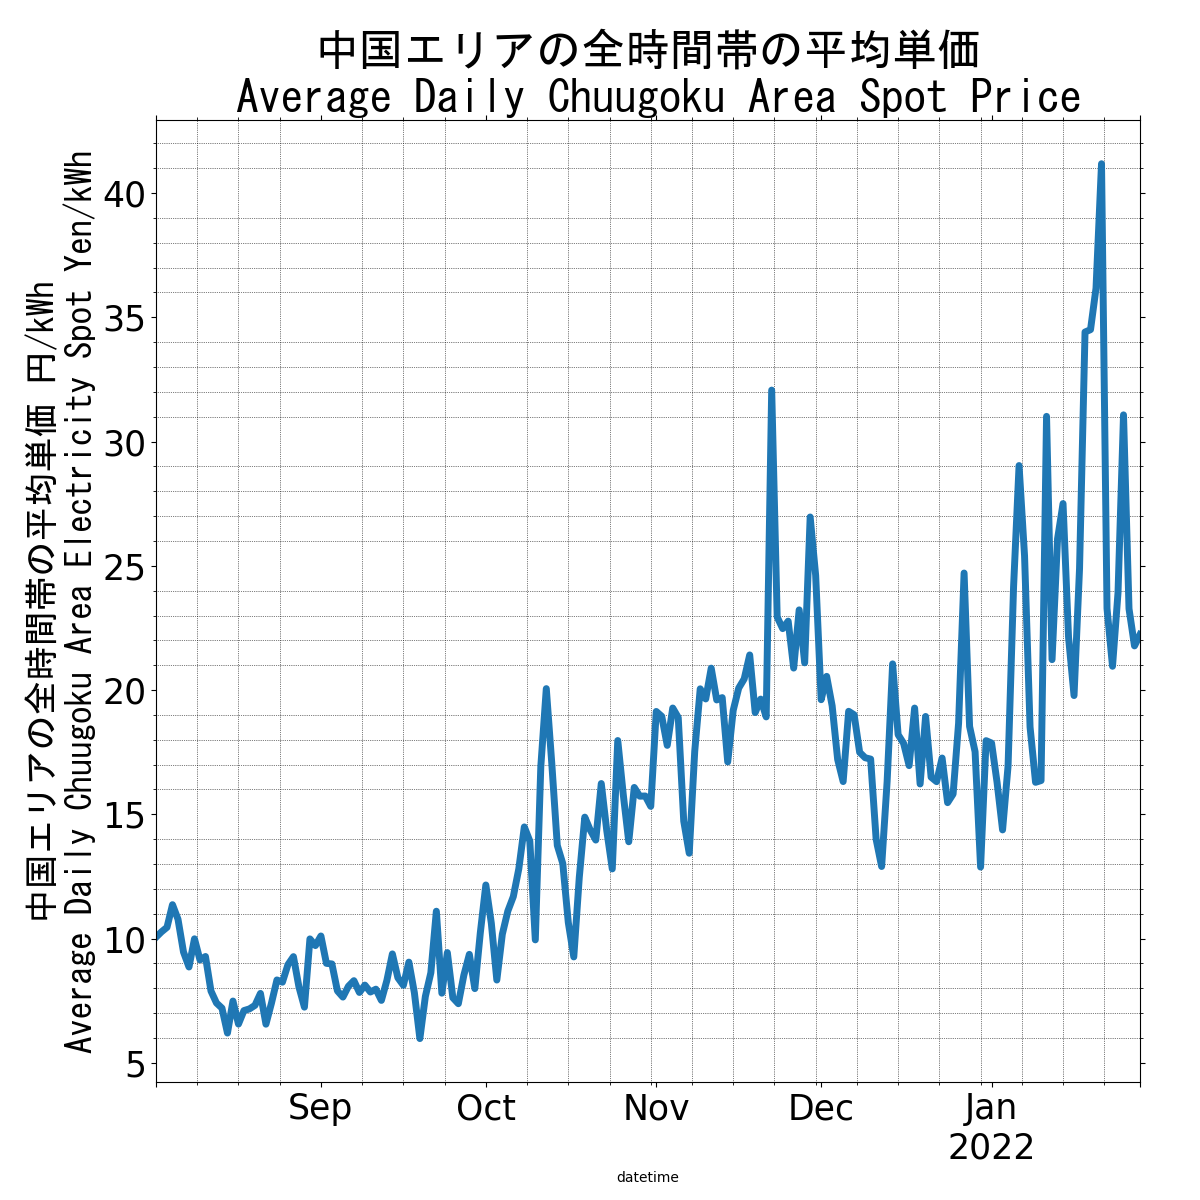 中国エリアの全時間帯の平均単価
Average Daily Chuugoku Area Spot Price
中国エリアの全時間帯の平均単価 円/kWh
Average Daily Chuugoku Area Electricity Spot Yen/kWh
40
35
30
25
20
15
10
5
Sep
Oct
Nov
Dec
Jan
2022
datetime